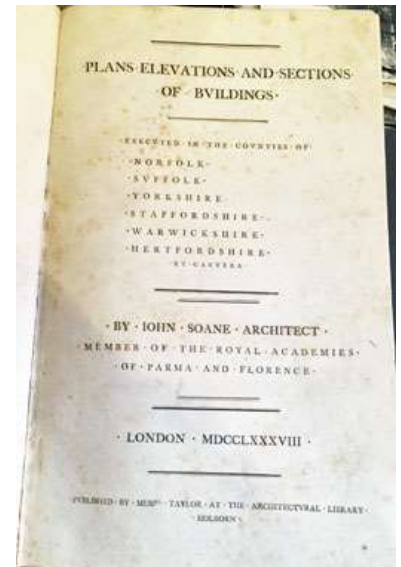 PLANS·ELEVATIONS·AND·SECTIONS
·OF·BVILDINGS·
·EXECUTED·IN·THE·COVNTIES·OF·
·NORFOLK·
·SVFFOLK·
·YORKSHIRE·
·STAFFORDSHIRE·
·WARWICKSHIRE·
·HERTFORDSHIRE·
·ET·CAETERA·
·BY·IOHN·SOANE·ARCHITECT·
·MEMBER·OF·THE·ROYAL·ACADEMIES·
·OF·PARMA·AND·FLORENCE·
·LONDON·MDCCLXXXVIII·
·PUBLISHED·BY·MESSRS·TAYLOR·AT·THE·ARCHITECTVRAL·LIBRARY·
·HOLBORN·